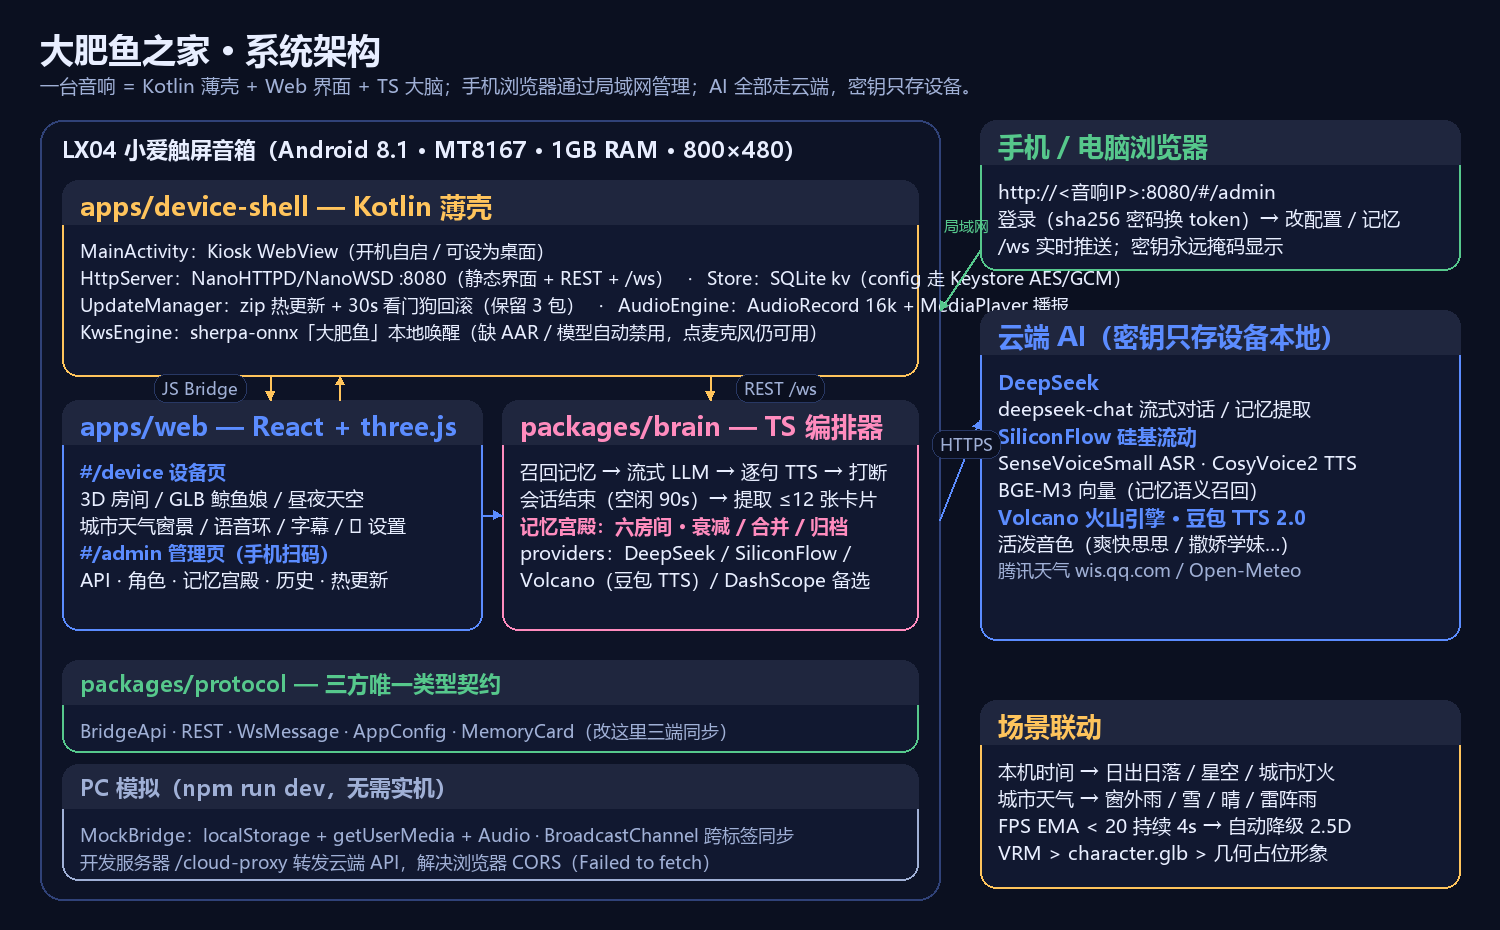 大肥鱼之家 • 系统架构
一台音响 = Kotlin 薄壳 + Web 界面 + TS 大脑；手机浏览器通过局域网管理；AI 全部走云端，密钥只存设备。
LX04 小爱触屏音箱（Android 8.1 • MT8167 • 1GB RAM • 800×480）
apps/device-shell — Kotlin 薄壳
MainActivity：Kiosk WebView（开机自启 / 可设为桌面）
HttpServer：NanoHTTPD/NanoWSD :8080（静态界面 + REST + /ws） · Store：SQLite kv（config 走 Keystore AES/GCM）
UpdateManager：zip 热更新 + 30s 看门狗回滚（保留 3 包） · AudioEngine：AudioRecord 16k + MediaPlayer 播报
KwsEngine：sherpa-onnx「大肥鱼」本地唤醒（缺 AAR / 模型自动禁用，点麦克风仍可用）
JS Bridge
REST /ws
apps/web — React + three.js
#/device 设备页
3D 房间 / GLB 鲸鱼娘 / 昼夜天空
城市天气窗景 / 语音环 / 字幕 / 设置
#/admin 管理页（手机扫码）
API · 角色 · 记忆宫殿 · 历史 · 热更新
packages/brain — TS 编排器
召回记忆 → 流式 LLM → 逐句 TTS → 打断
会话结束（空闲 90s）→ 提取 ≤12 张卡片
记忆宫殿：六房间 • 衰减 / 合并 / 归档
providers：DeepSeek / SiliconFlow /
Volcano（豆包 TTS）/ DashScope 备选
packages/protocol — 三方唯一类型契约
BridgeApi · REST · WsMessage · AppConfig · MemoryCard（改这里三端同步）
PC 模拟（npm run dev，无需实机）
MockBridge：localStorage + getUserMedia + Audio · BroadcastChannel 跨标签同步
开发服务器 /cloud-proxy 转发云端 API，解决浏览器 CORS（Failed to fetch）
局域网
HTTPS
手机 / 电脑浏览器
http://<音响IP>:8080/#/admin
登录（sha256 密码换 token）→ 改配置 / 记忆
/ws 实时推送；密钥永远掩码显示
云端 AI（密钥只存设备本地）
DeepSeek
deepseek-chat 流式对话 / 记忆提取
SiliconFlow 硅基流动
SenseVoiceSmall ASR · CosyVoice2 TTS
BGE-M3 向量（记忆语义召回）
Volcano 火山引擎 • 豆包 TTS 2.0
活泼音色（爽快思思 / 撒娇学妹…）
腾讯天气 wis.qq.com / Open-Meteo
场景联动
本机时间 → 日出日落 / 星空 / 城市灯火
城市天气 → 窗外雨 / 雪 / 晴 / 雷阵雨
FPS EMA < 20 持续 4s → 自动降级 2.5D
VRM > character.glb > 几何占位形象